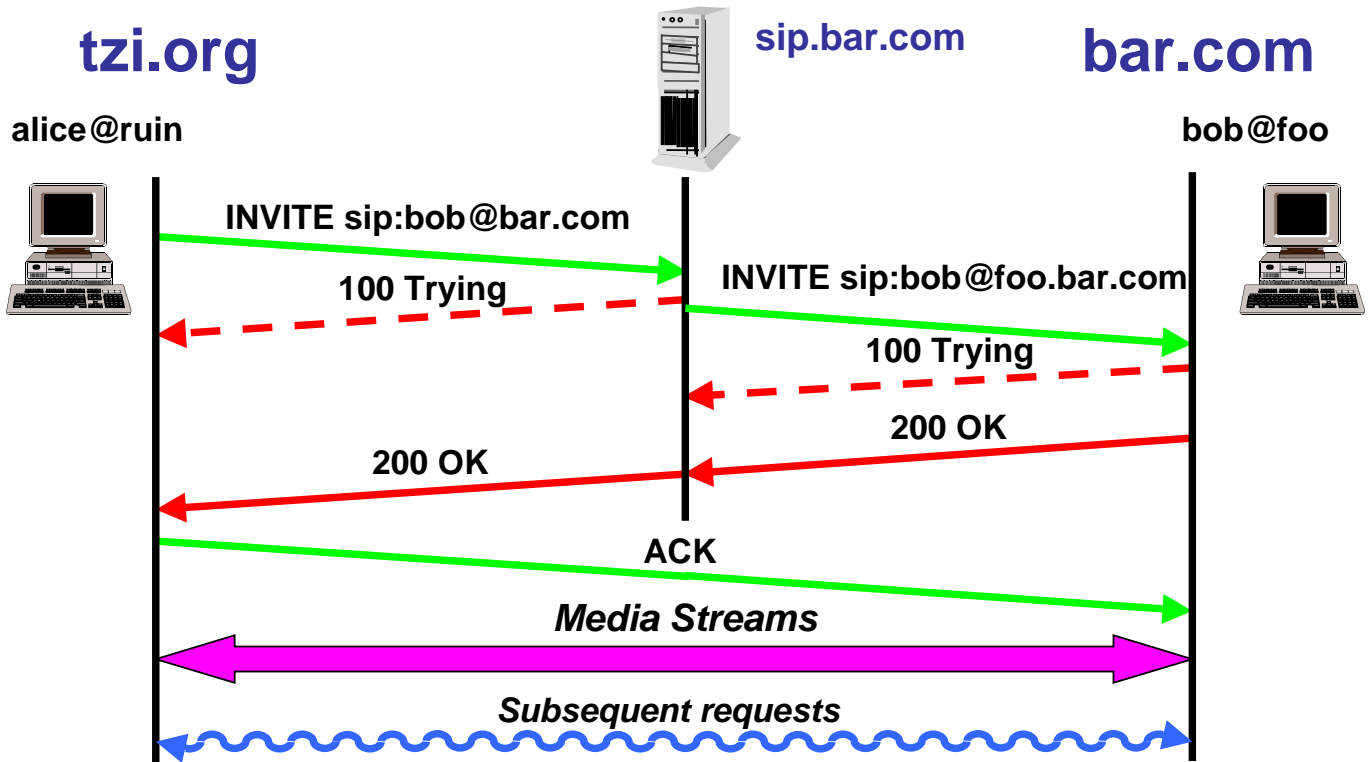 tzi.org
sip.bar.com
bar.com
alice@ruin
bob@foo
INVITE sip:bob@bar.com
100 Trying
INVITE sip:bob@foo.bar.com
100 Trying
200 OK
200 OK
ACK
Media Streams
Subsequent requests